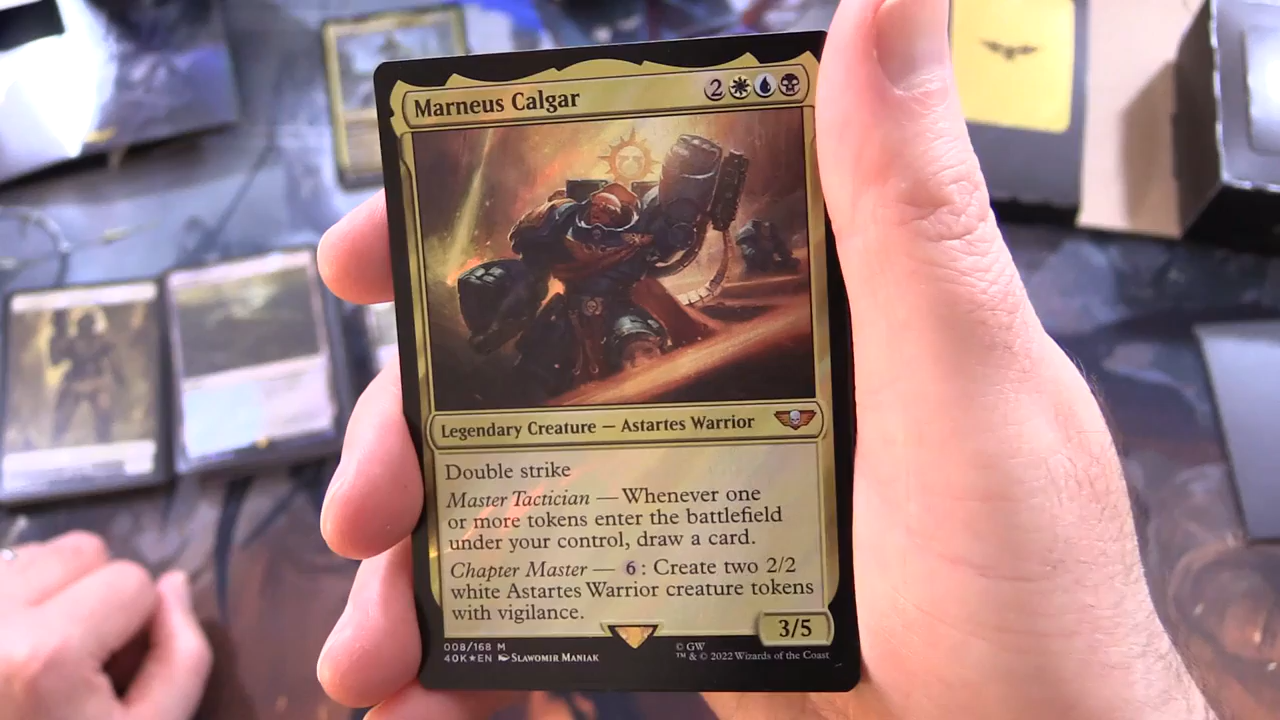 Marneus Calgar 2
Legendary Creature — Astartes Warrior
Double strike
Master Tactician — Whenever one
or more tokens enter the battlefield
under your control, draw a card.
Chapter Master — 6: Create two 2/2
white Astartes Warrior creature tokens
with vigilance.
3/5
008/168 M
40K★EN Slawomir Maniak
© GW
™ & © 2022 Wizards of the Coast